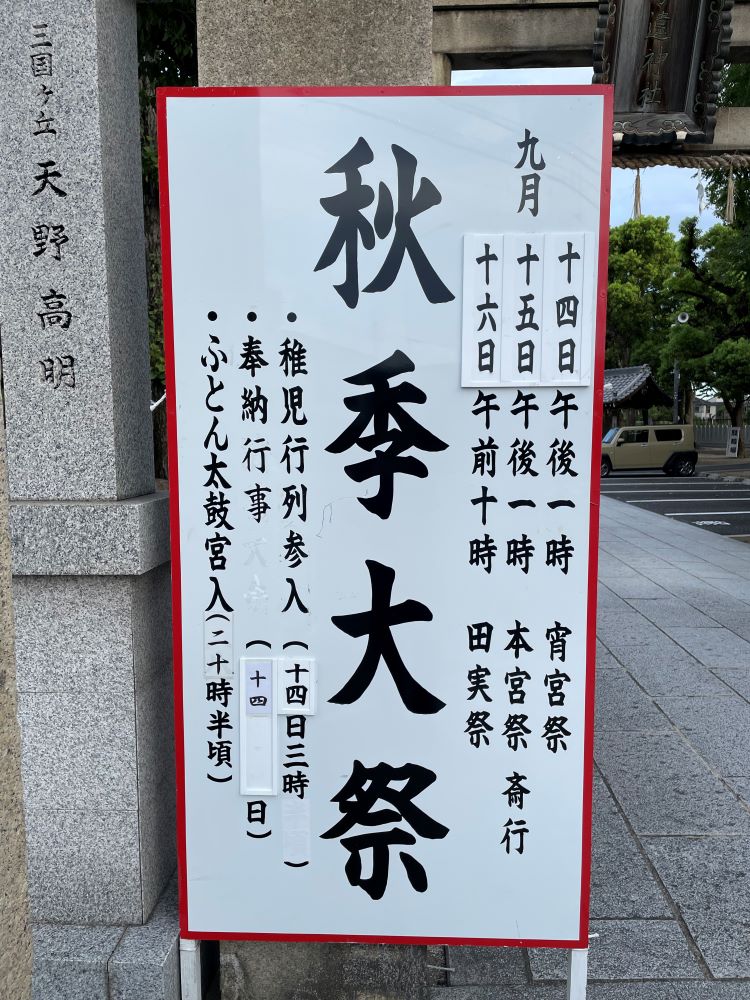 九月
十四日午後一時 宵宮祭
十五日午後一時 本宮祭 斎行
十六日午前十時 田実祭
秋季大祭
・稚児行列参入(十四日三時)
・奉納行事(十四日)
・ふとん太鼓宮入(二十時半頃)
三国ヶ丘 天野高明
道神社